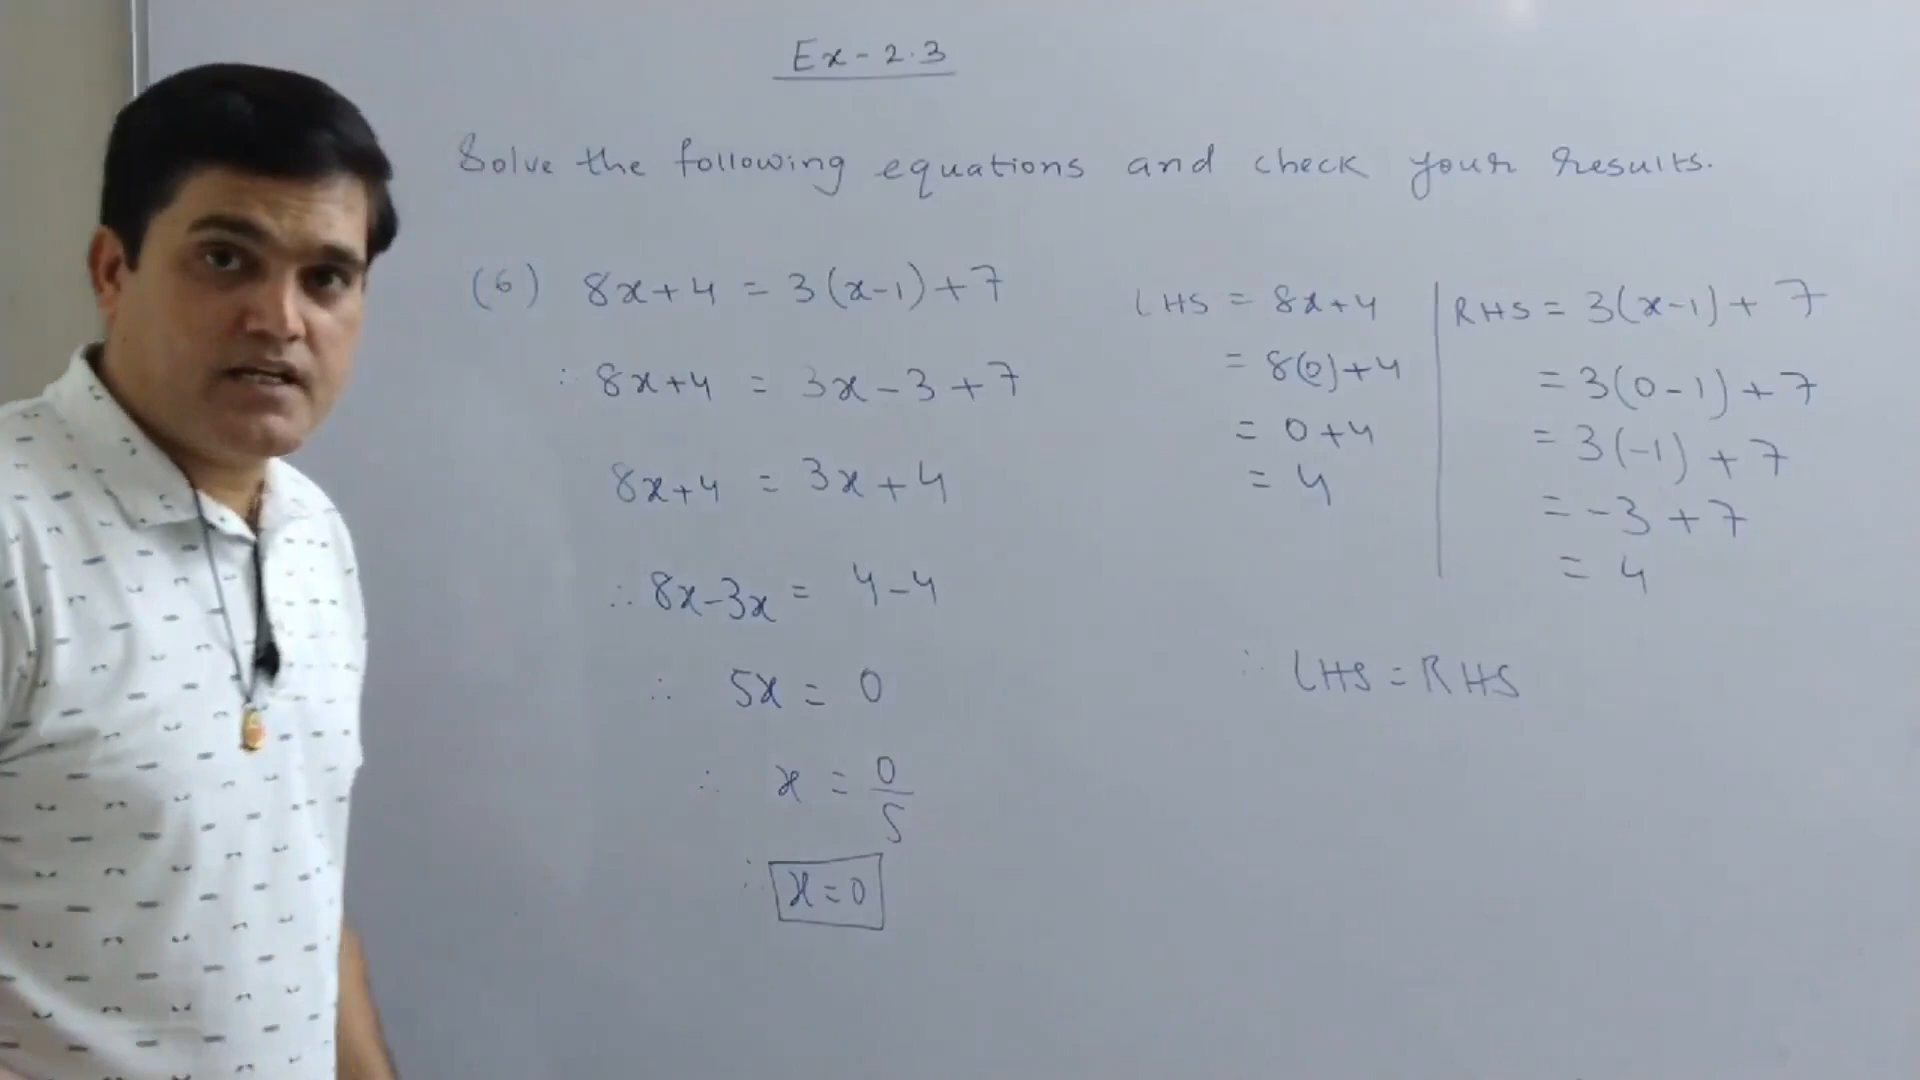 Ex-2.3
Solve the following equations and check your results.
(6) 8x+4 = 3(x-1)+7
∴ 8x+4 = 3x-3+7
8x+4 = 3x+4
∴ 8x-3x = 4-4
∴ 5x = 0
∴ x = 0/5
∴ x=0
LHS = 8x+4
= 8(0)+4
= 0+4
= 4
RHS = 3(x-1)+7
= 3(0-1)+7
= 3(-1)+7
= -3+7
= 4
∴ LHS = RHS